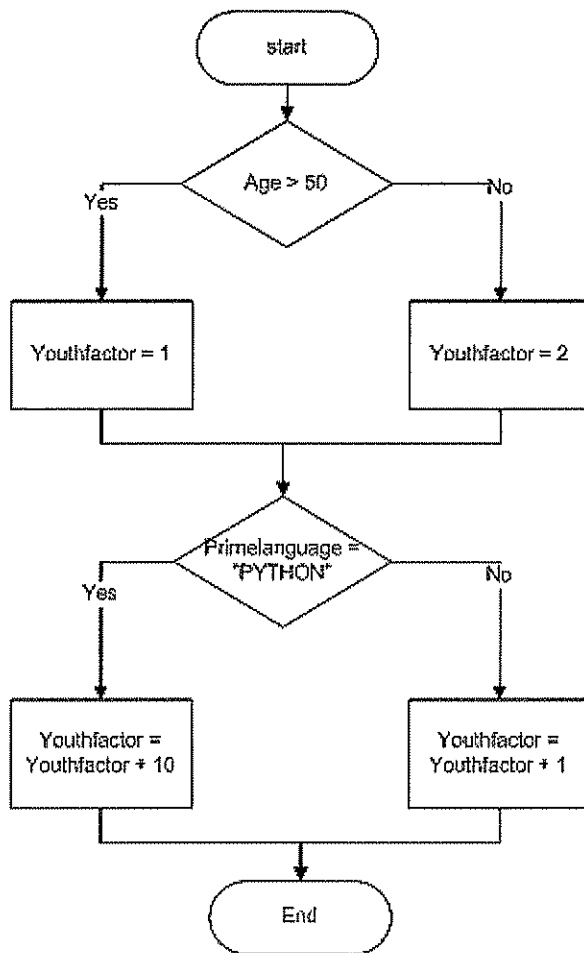 start
Age > 50
Yes
No
Youthfactor = 1
Youthfactor = 2
Primelanguage =
"PYTHON"
Yes
No
Youthfactor =
Youthfactor + 10
Youthfactor =
Youthfactor + 1
End